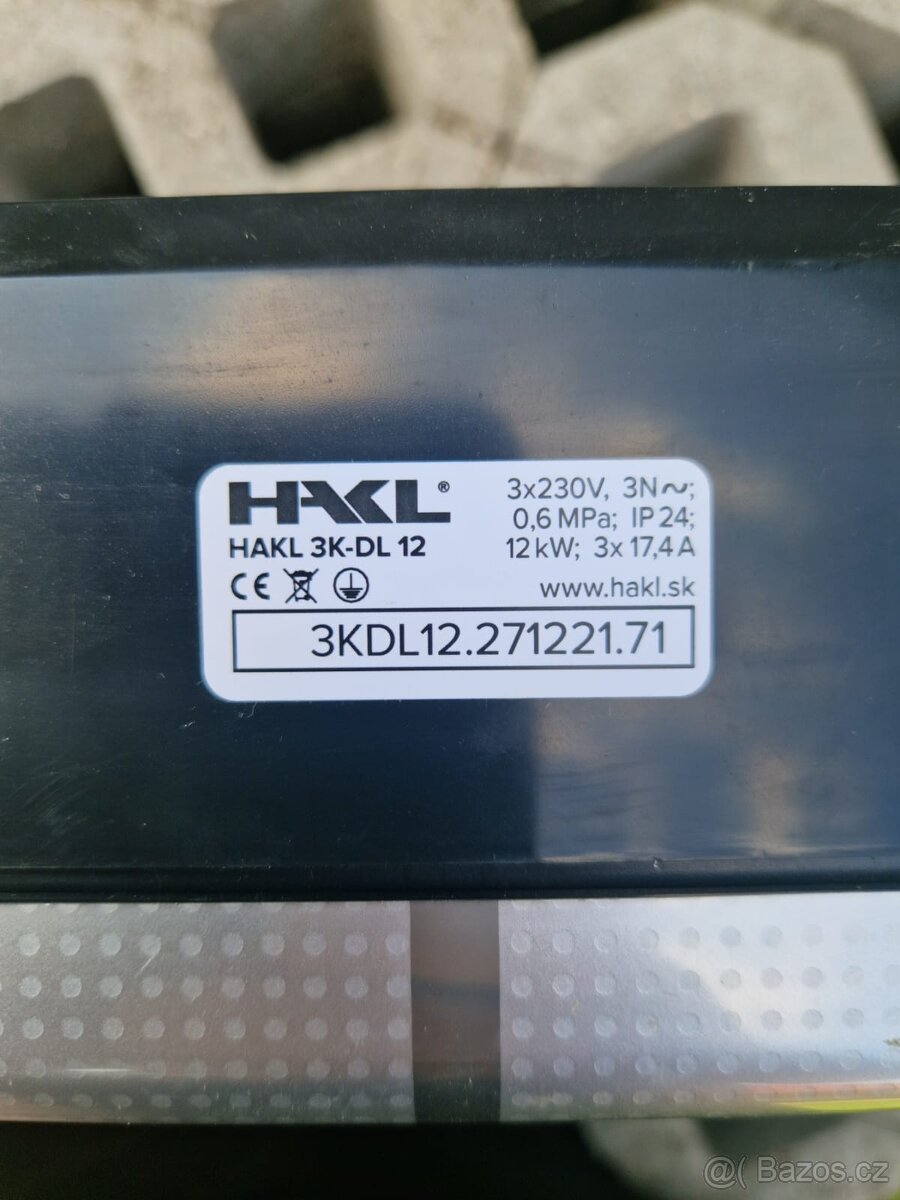 HAKL®
HAKL 3K-DL 12
CE
3x230V, 3N~;
0,6 MPa; IP 24;
12 kW; 3x 17,4 A
www.hakl.sk
3KDL12.271221.71
@( Bazos.cz